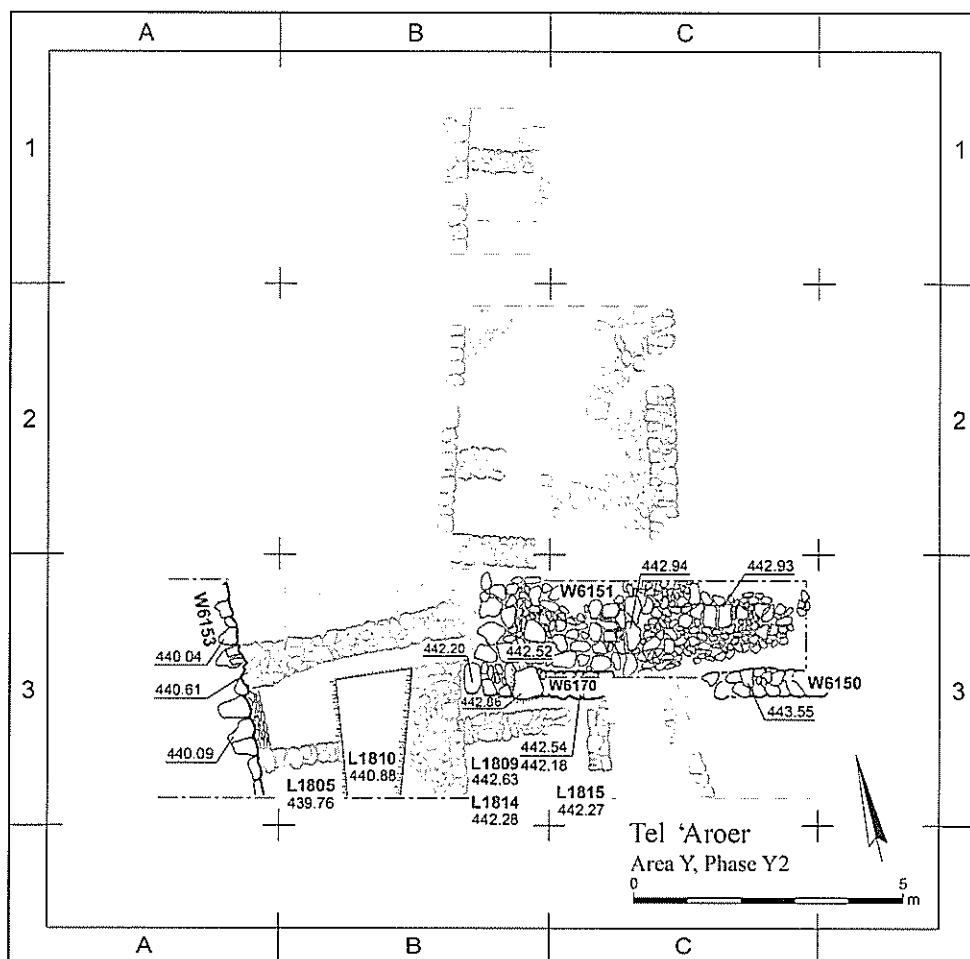 A B C
1 1
2 2
442.94 442.93
W6151
W6153
442.20 442.52
440.04
3 3
W6170 W6150
440.61
442.86
443.55
440.09
442.54
442.18
L1810
440.88
L1809
442.63
L1805
439.76
L1815
442.27
L1814
442.28
Tel ‘Aroer
Area Y, Phase Y2
0 5
m
A B C